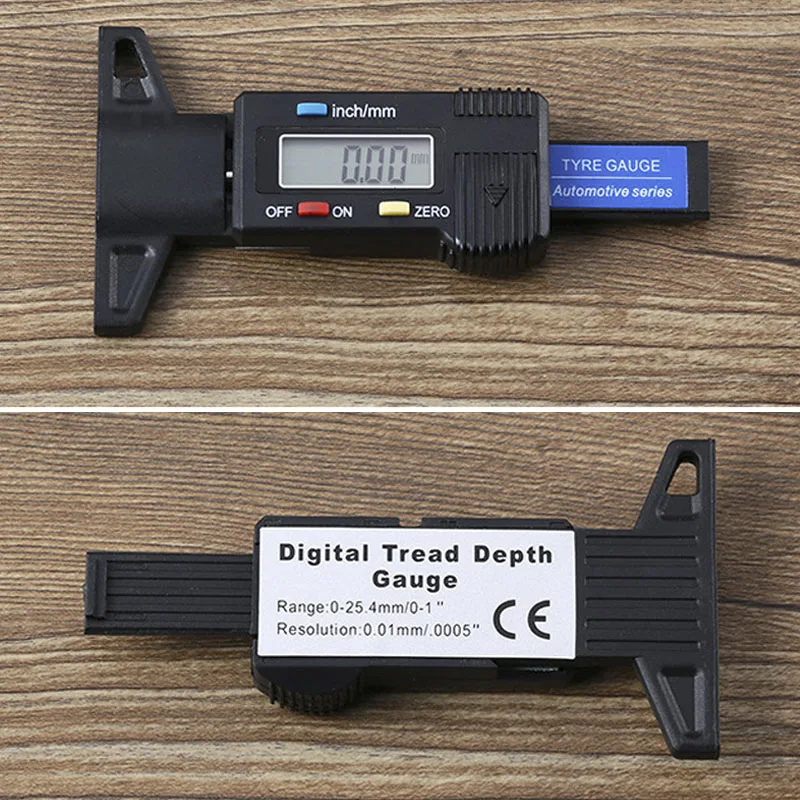 inch/mm
0.00 mm
OFF ON ZERO
TYRE GAUGE
Automotive series
Digital Tread Depth
Gauge
Range:0-25.4mm/0-1"
Resolution:0.01mm/.0005"
CE